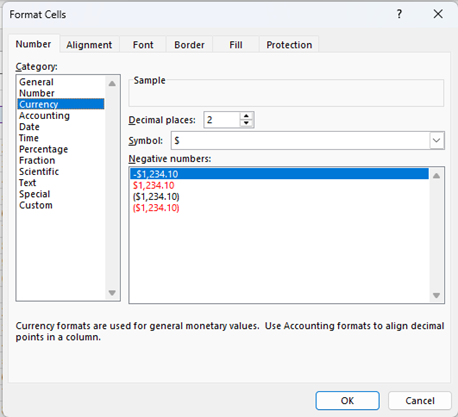 Format Cells
?
Number Alignment Font Border Fill Protection
Category:
General
Number
Currency
Accounting
Date
Time
Percentage
Fraction
Scientific
Text
Special
Custom
Sample
Decimal places: 2
Symbol: $
Negative numbers:
-$1,234.10
$1,234.10
($1,234.10)
($1,234.10)
Currency formats are used for general monetary values.  Use Accounting formats to align decimal
points in a column.
OK Cancel